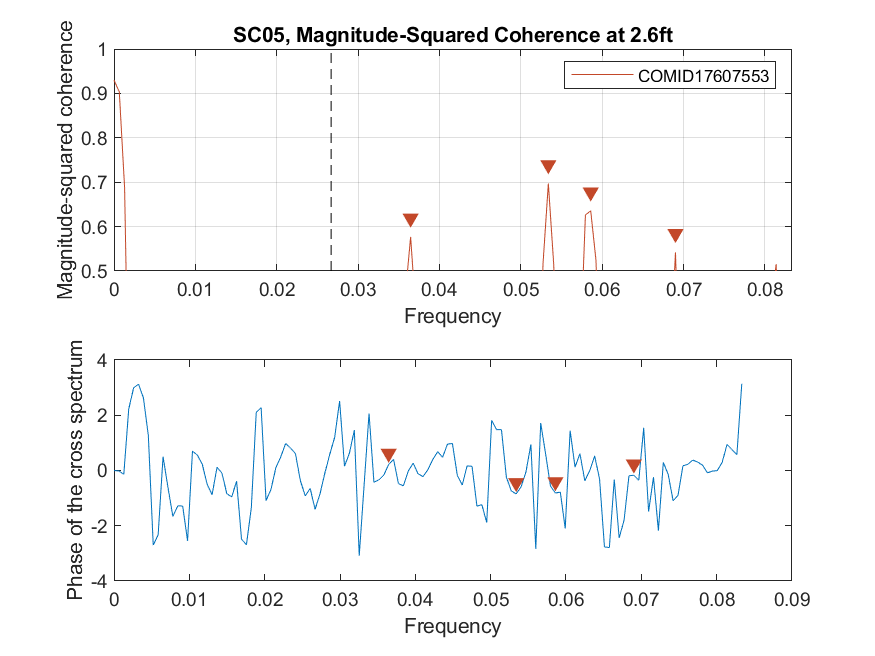 SC05, Magnitude-Squared Coherence at 2.6ft
Magnitude-squared coherence
1
0.9
0.8
0.7
0.6
0.5
COMID17607553
0 0.01 0.02 0.03 0.04 0.05 0.06 0.07 0.08
Frequency
Phase of the cross spectrum
4
2
0
-2
-4
0 0.01 0.02 0.03 0.04 0.05 0.06 0.07 0.08 0.09
Frequency